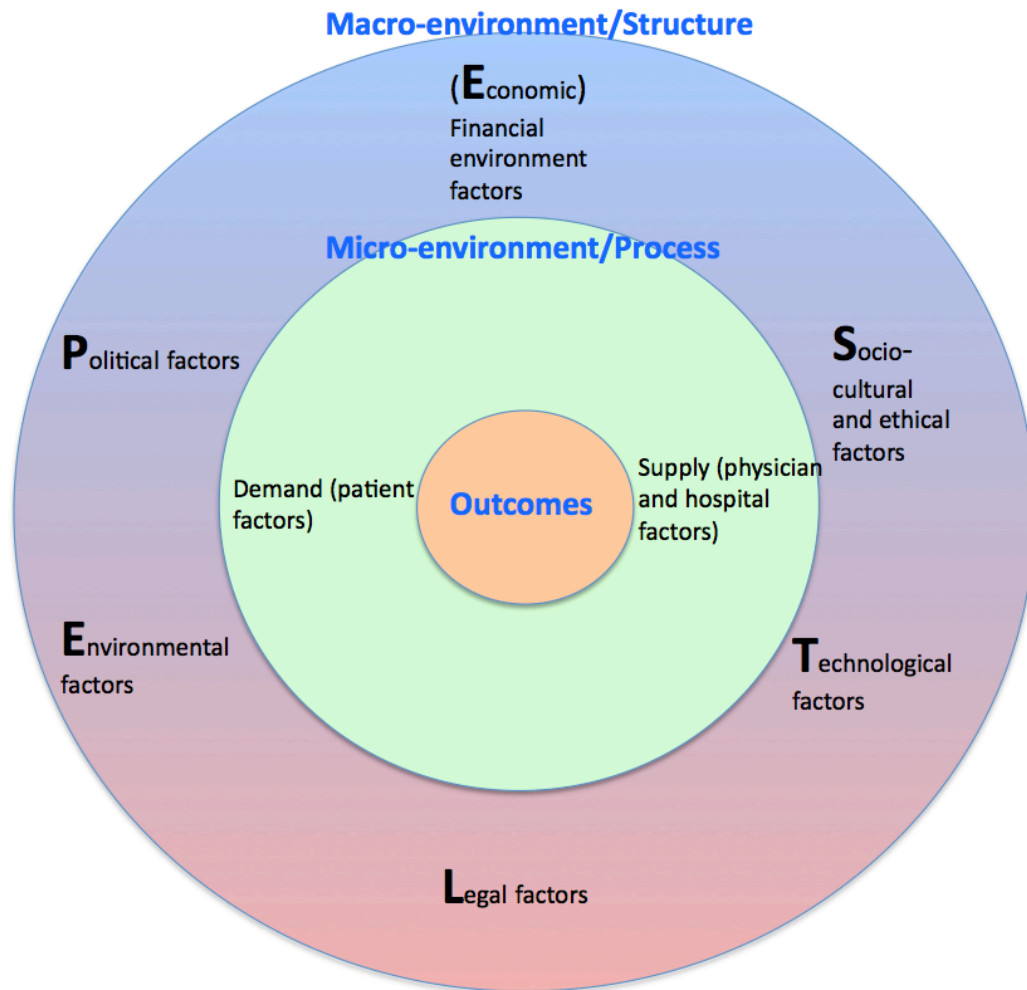 Macro-environment/Structure
(Economic)
Financial
environment
factors
Micro-environment/Process
Political factors
Socio-
cultural
and ethical
factors
Demand (patient
factors)
Outcomes
Supply (physician
and hospital
factors)
Environmental
factors
Technological
factors
Legal factors